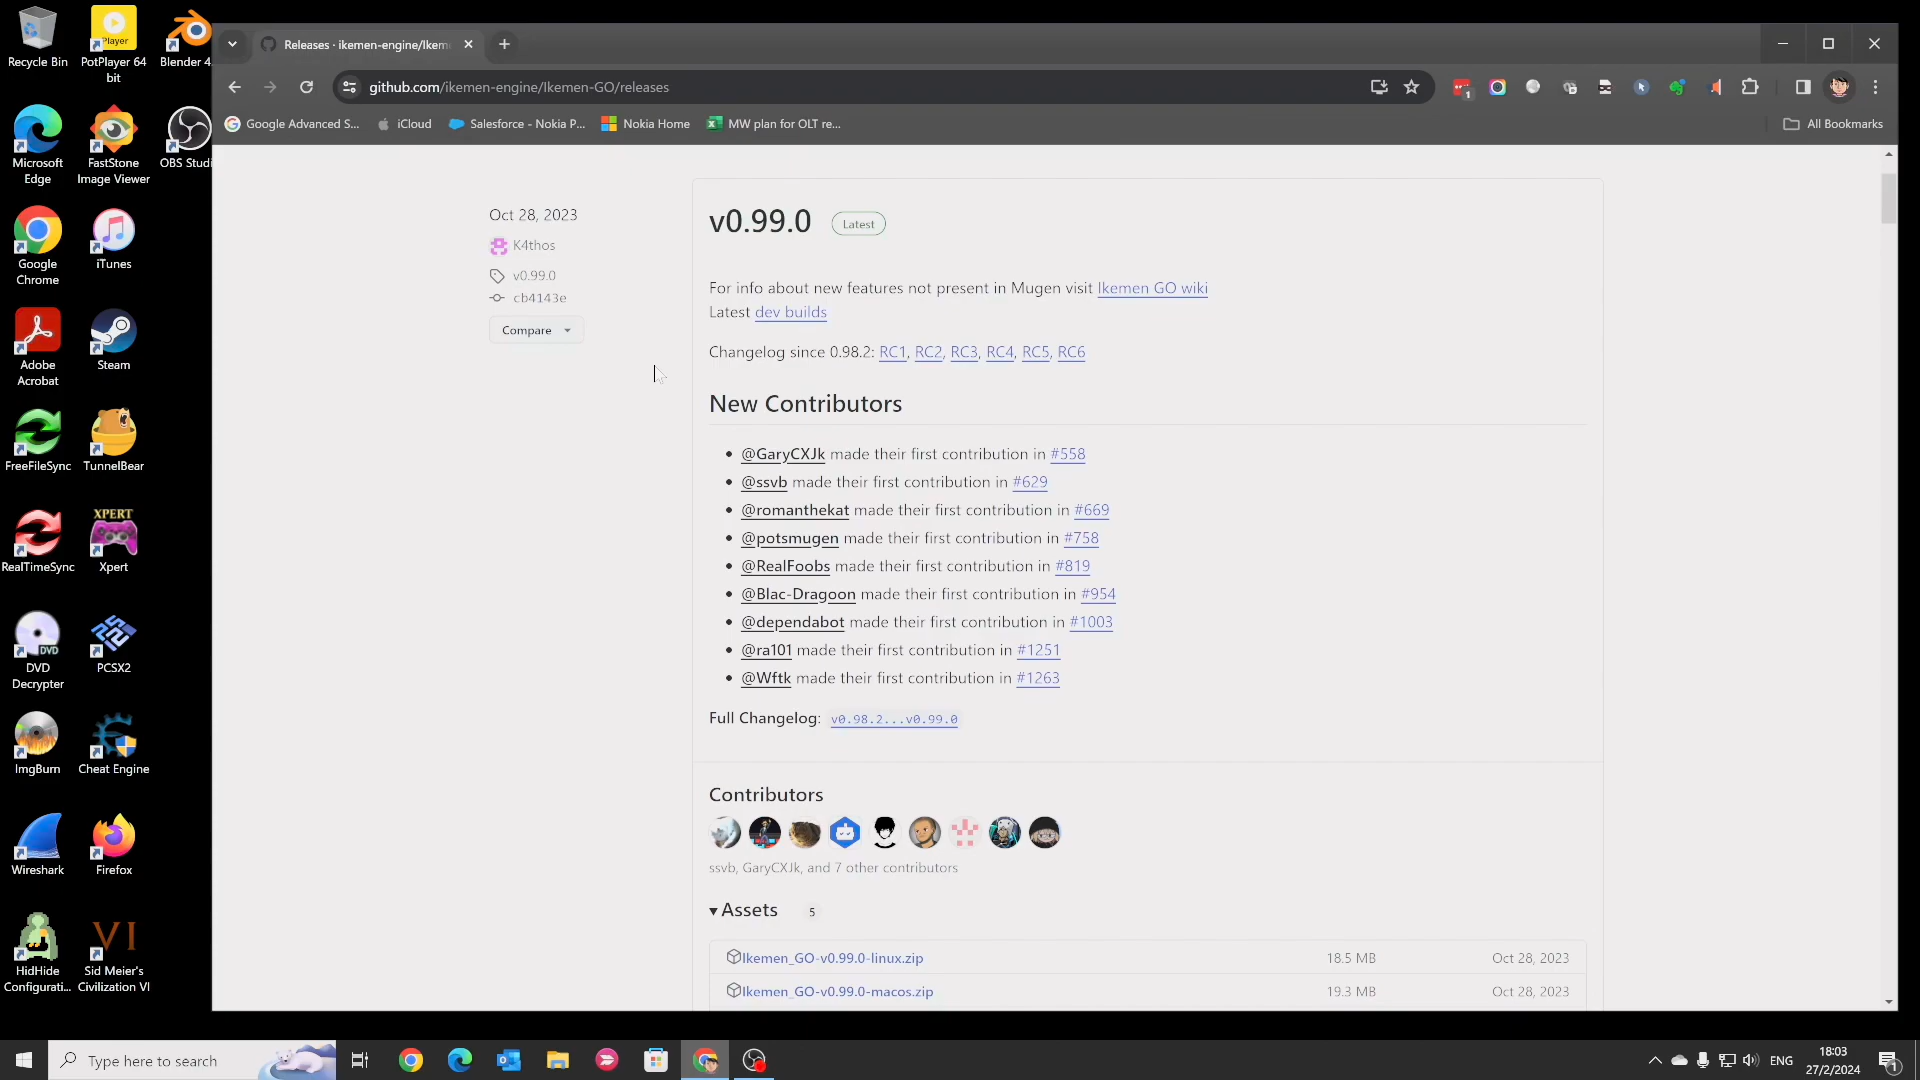 Recycle Bin
PotPlayer 64
bit
Blender 4.
Microsoft
Edge
FastStone
Image Viewer
OBS Studi
Google
Chrome
iTunes
Adobe
Acrobat
Steam
FreeFileSync
TunnelBear
RealTimeSync
XPERT
Xpert
DVD
DVD
Decrypter
PCSX2
ImgBurn
Cheat Engine
Wireshark
Firefox
HidHide
Configurati...
VI
Sid Meier's
Civilization VI
Releases · ikemen-engine/Ikem
github.com/ikemen-engine/Ikemen-GO/releases
1
Google Advanced S...
iCloud
Salesforce - Nokia P...
Nokia Home
MW plan for OLT re...
All Bookmarks
Oct 28, 2023
K4thos
v0.99.0
cb4143e
Compare
v0.99.0 Latest
For info about new features not present in Mugen visit Ikemen GO wiki
Latest dev builds
Changelog since 0.98.2: RC1, RC2, RC3, RC4, RC5, RC6
New Contributors
• @GaryCXJk made their first contribution in #558
• @ssvb made their first contribution in #629
• @romanthekat made their first contribution in #669
• @potsmugen made their first contribution in #758
• @RealFoobs made their first contribution in #819
• @Blac-Dragoon made their first contribution in #954
• @dependabot made their first contribution in #1003
• @ra101 made their first contribution in #1251
• @Wftk made their first contribution in #1263
Full Changelog: v0.98.2...v0.99.0
Contributors
ssvb, GaryCXJk, and 7 other contributors
Assets 5
Ikemen_GO-v0.99.0-linux.zip 18.5 MB Oct 28, 2023
Ikemen_GO-v0.99.0-macos.zip 19.3 MB Oct 28, 2023
Type here to search
ENG
18:03
27/2/2024
1